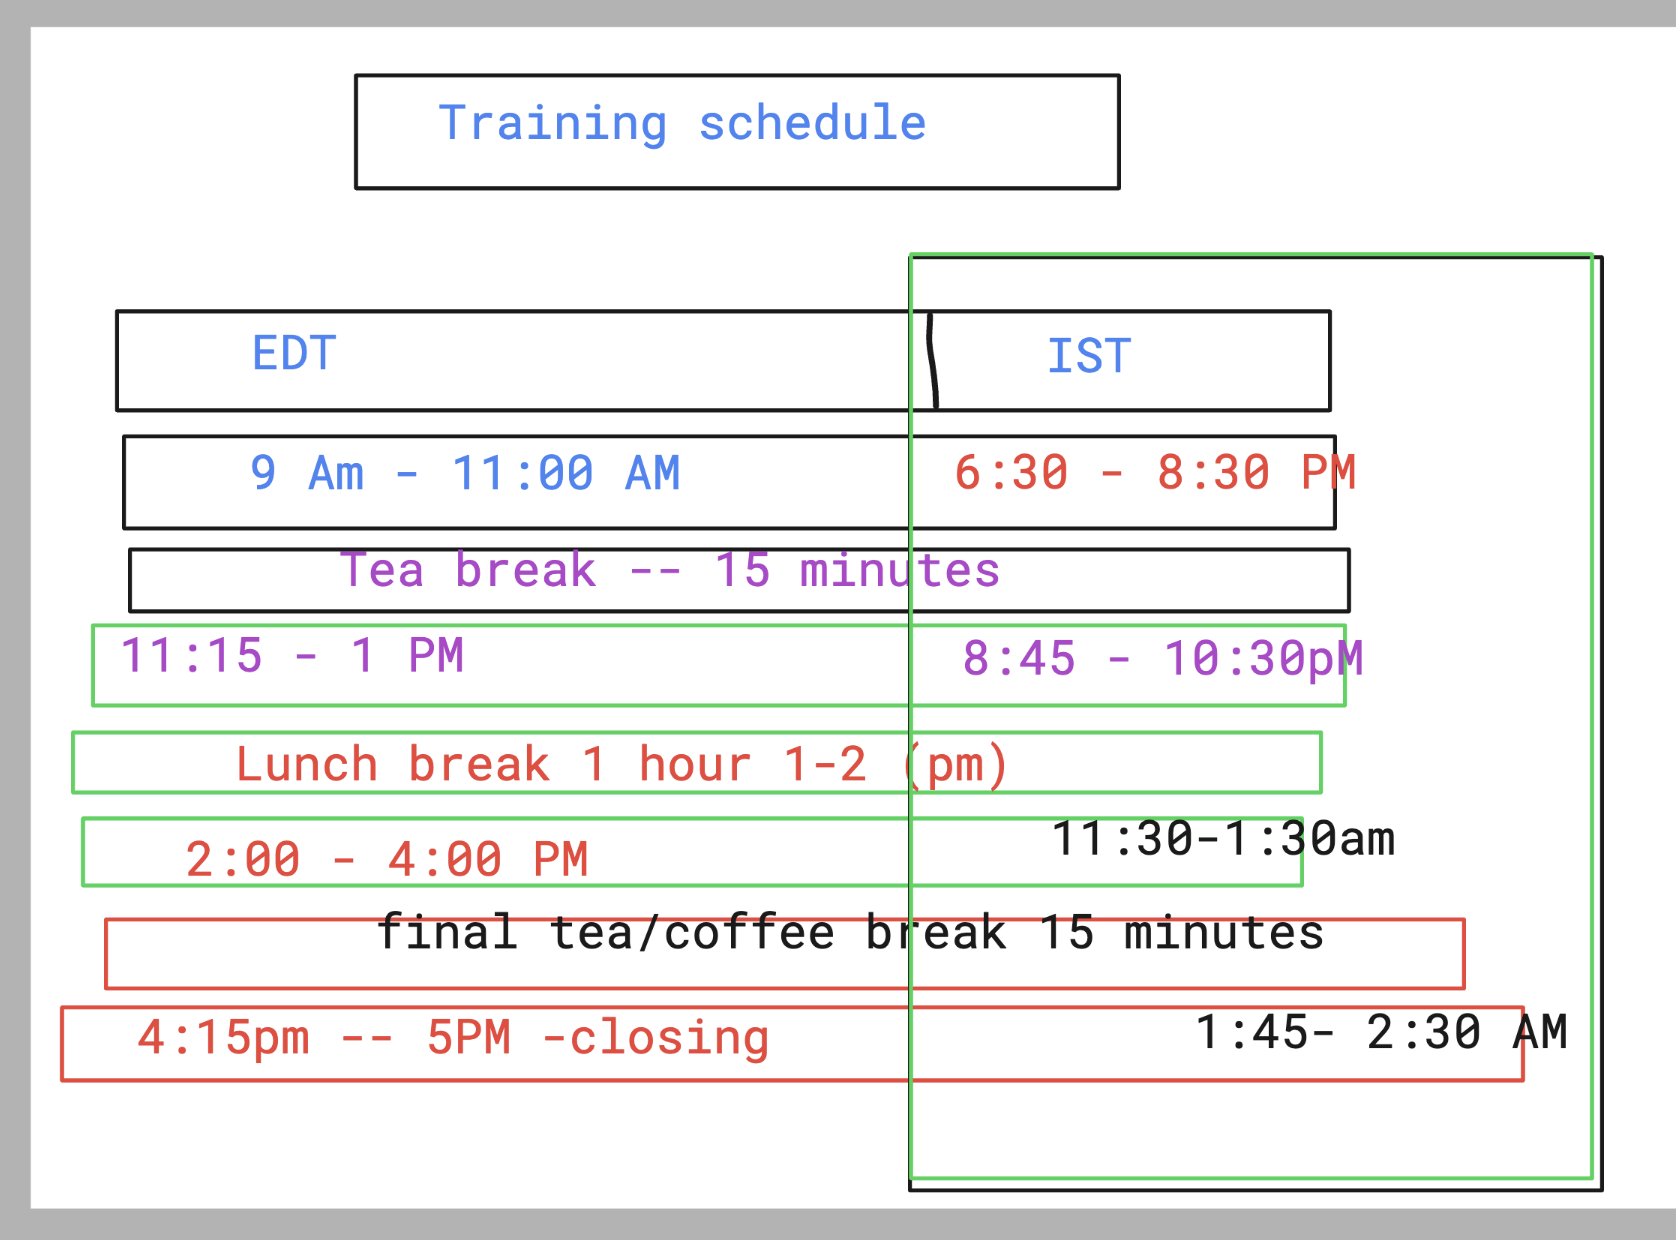 Training schedule
EDT IST
9 Am - 11:00 AM 6:30 - 8:30 PM
Tea break -- 15 minutes
11:15 - 1 PM 8:45 - 10:30pM
Lunch break 1 hour 1-2 (pm)
2:00 - 4:00 PM 11:30-1:30am
final tea/coffee break 15 minutes
4:15pm -- 5PM -closing 1:45- 2:30 AM